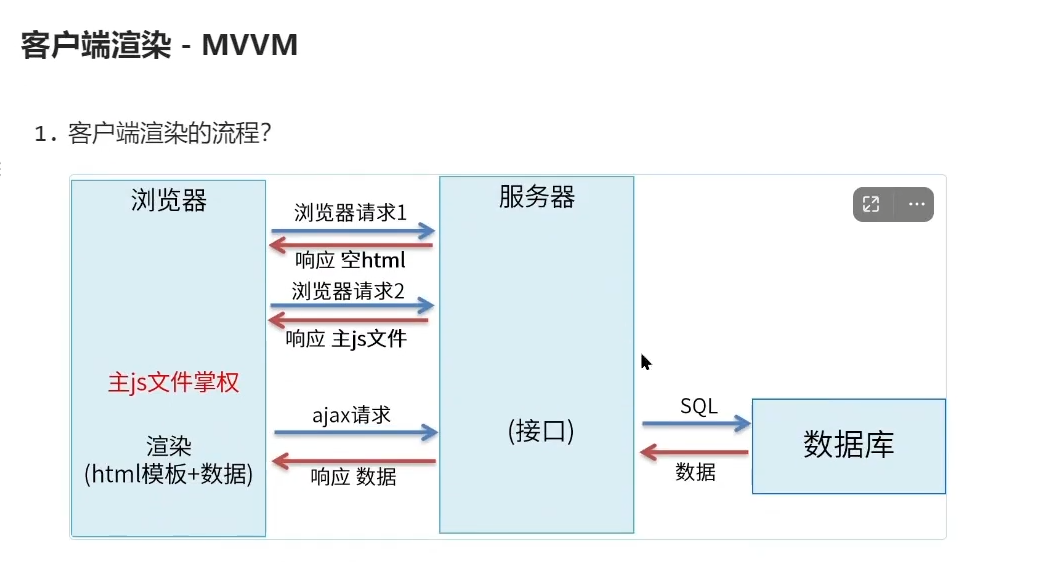 客户端渲染 - MVVM
1. 客户端渲染的流程？
浏览器
服务器
浏览器请求1
响应 空html
浏览器请求2
响应 主js文件
主js文件掌权
ajax请求
SQL
渲染
(html模板+数据)
(接口)
数据库
响应 数据
数据